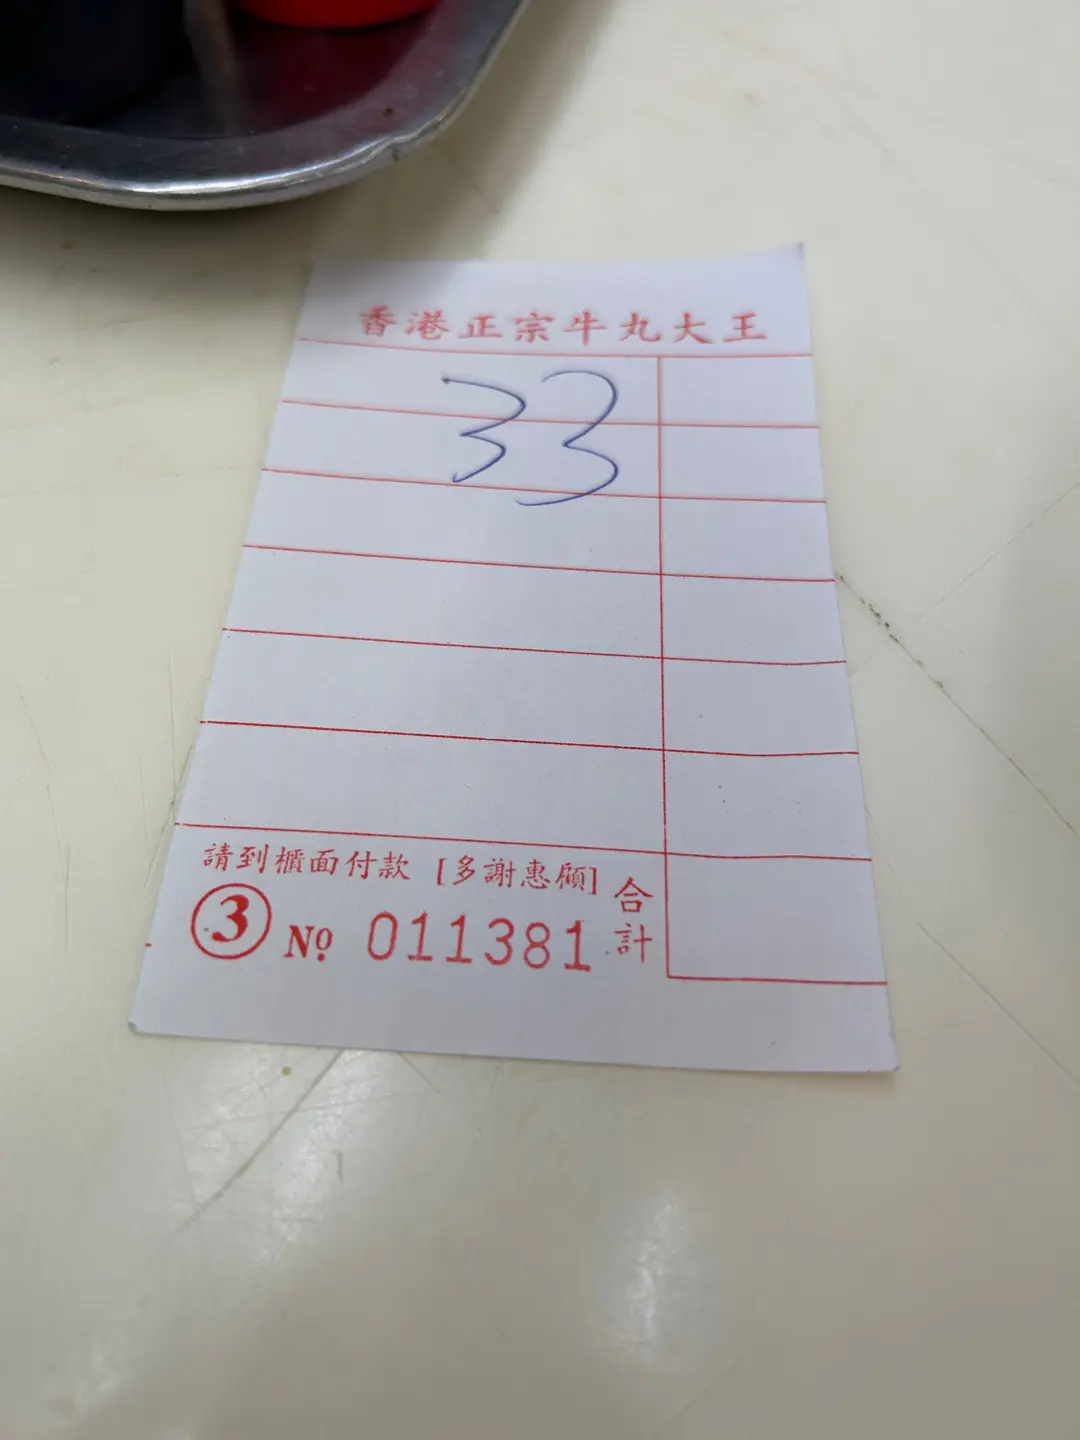 香港正宗牛丸大王
33
請到櫃面付款 [多謝惠顧]
合計
③ № 011381